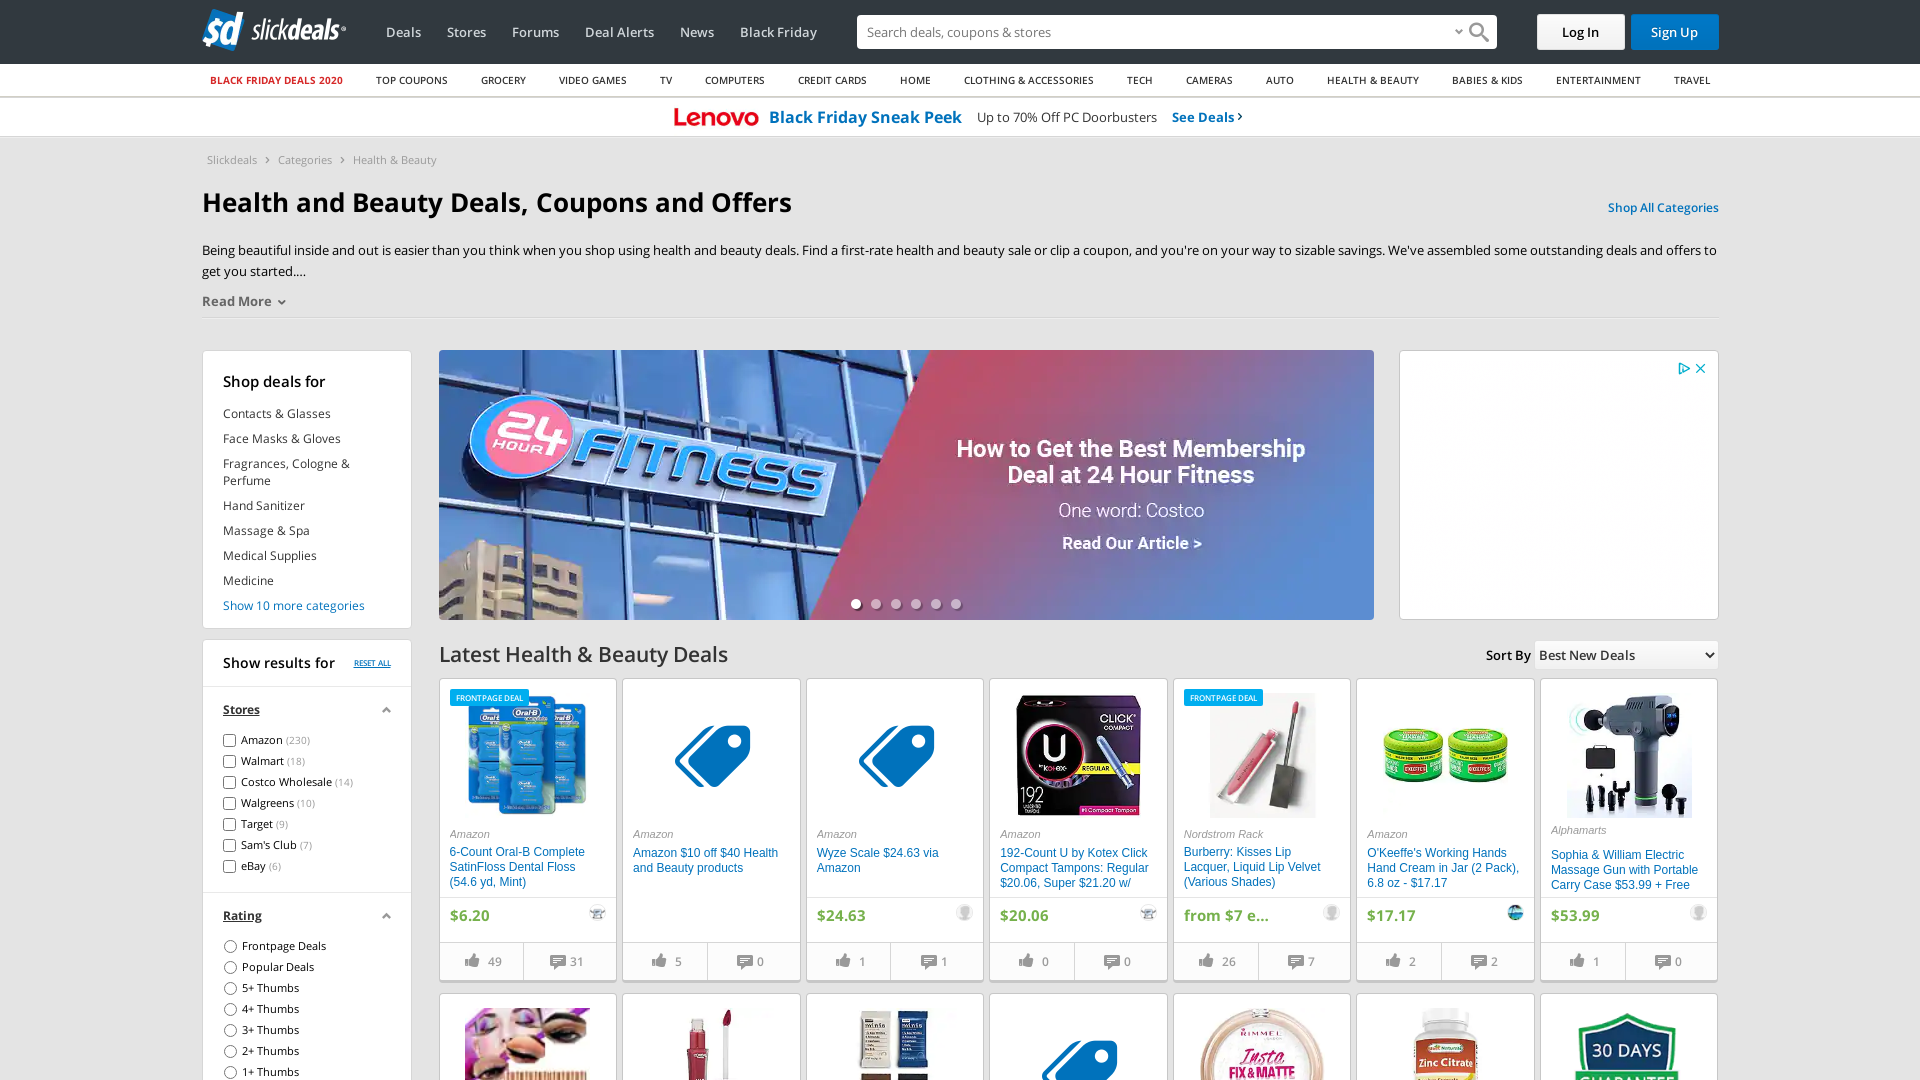 slickdeals
Deals
Stores
Forums
Deal Alerts
News
Black Friday
Search deals, coupons & stores
Log In
Sign Up
BLACK FRIDAY DEALS 2020
TOP COUPONS
GROCERY
VIDEO GAMES
TV
COMPUTERS
CREDIT CARDS
HOME
CLOTHING & ACCESSORIES
TECH
CAMERAS
AUTO
HEALTH & BEAUTY
BABIES & KIDS
ENTERTAINMENT
TRAVEL
Lenovo Black Friday Sneak Peek Up to 70% Off PC Doorbusters See Deals
Slickdeals > Categories > Health & Beauty
Health and Beauty Deals, Coupons and Offers
Shop All Categories
Being beautiful inside and out is easier than you think when you shop using health and beauty deals. Find a first-rate health and beauty sale or clip a coupon, and you're on your way to sizable savings. We've assembled some outstanding deals and offers to
get you started.…
Read More
Shop deals for
Contacts & Glasses
Face Masks & Gloves
Fragrances, Cologne &
Perfume
Hand Sanitizer
Massage & Spa
Medical Supplies
Medicine
Show 10 more categories
24 HOUR FITNESS
How to Get the Best Membership
Deal at 24 Hour Fitness
One word: Costco
Read Our Article >
Show results for
RESET ALL
Stores
Amazon (230)
Walmart (18)
Costco Wholesale (14)
Walgreens (10)
Target (9)
Sam's Club (7)
eBay (6)
Rating
Frontpage Deals
Popular Deals
5+ Thumbs
4+ Thumbs
3+ Thumbs
2+ Thumbs
1+ Thumbs
Latest Health & Beauty Deals
Sort By Best New Deals
FRONTPAGE DEAL
Oral-B
Amazon
6-Count Oral-B Complete
SatinFloss Dental Floss
(54.6 yd, Mint)
$6.20
49
31
Amazon
Amazon $10 off $40 Health
and Beauty products
5
0
Amazon
Wyze Scale $24.63 via
Amazon
$24.63
1
1
CLICK
COMPACT
U
by Kotex
REGULAR
192
Amazon
192-Count U by Kotex Click
Compact Tampons: Regular
$20.06, Super $21.20 w/
$20.06
0
0
FRONTPAGE DEAL
Nordstrom Rack
Burberry: Kisses Lip
Lacquer, Liquid Lip Velvet
(Various Shades)
from $7 e...
26
7
Amazon
O'Keeffe's Working Hands
Hand Cream in Jar (2 Pack),
6.8 oz - $17.17
$17.17
2
2
Alphamarts
Sophia & William Electric
Massage Gun with Portable
Carry Case $53.99 + Free
$53.99
1
0
minis
RIMMEL
Insta
FIX & MATTE
Zinc Citrate
30 DAYS
GUARANTEE